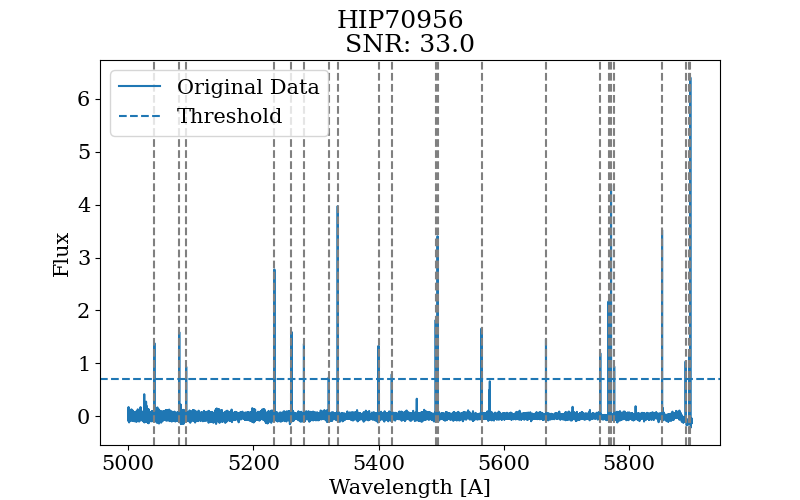 HIP70956
SNR: 33.0
Original Data
Threshold
6
5
4
3
2
1
0
Flux
5000 5200 5400 5600 5800
Wavelength [A]